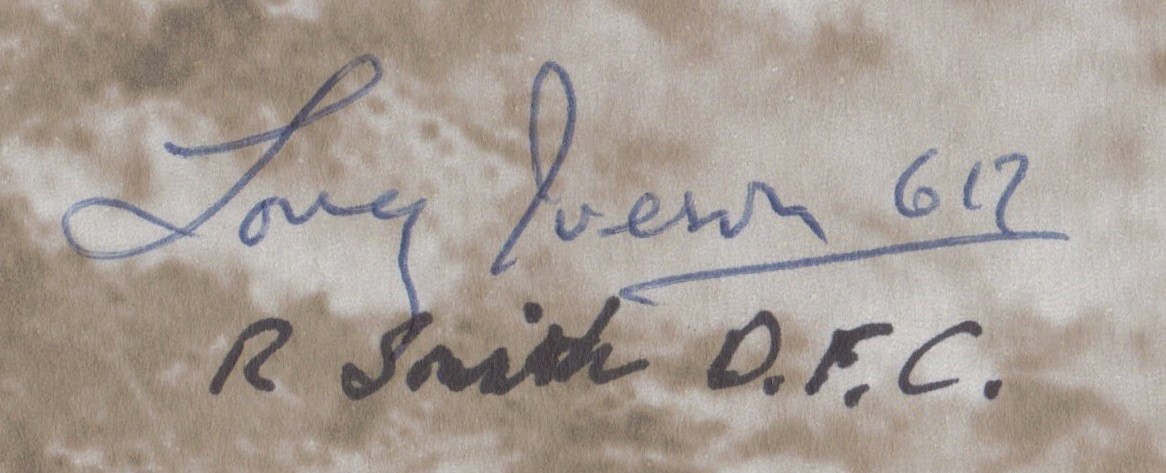 Tony Iveson 617
R Smith D.F.C.